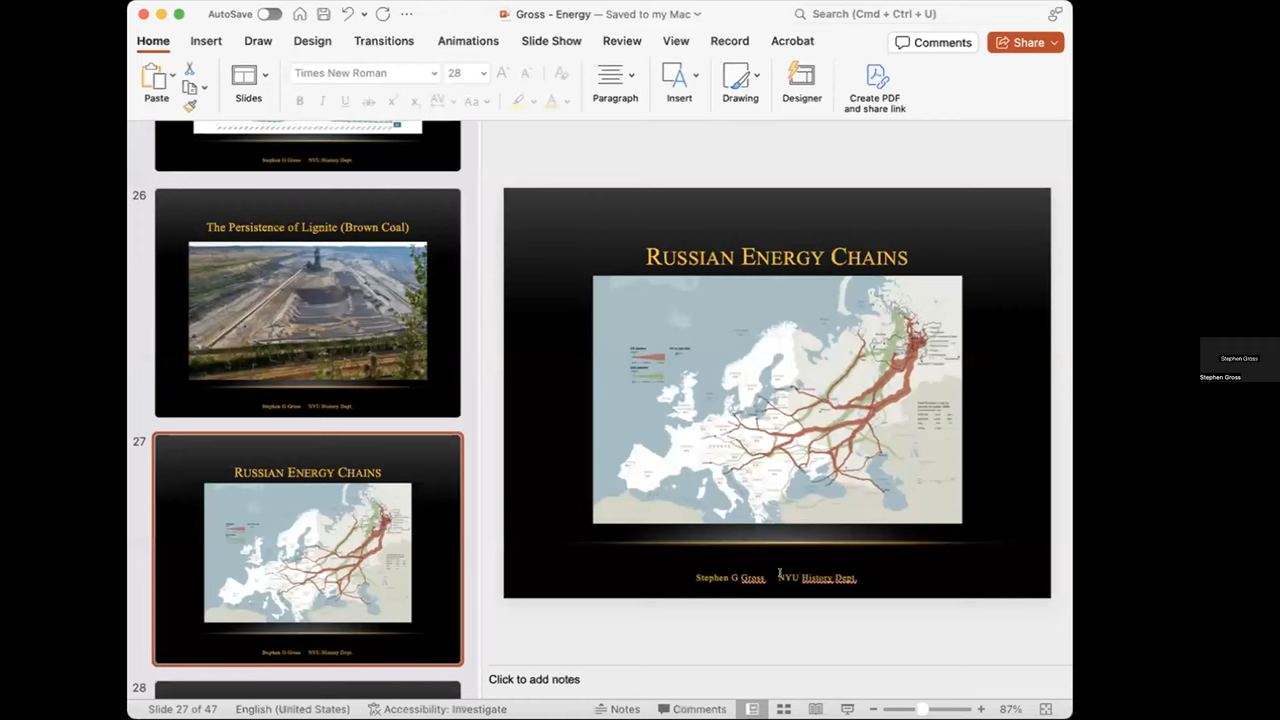 AutoSave
Gross - Energy — Saved to my Mac
Search (Cmd + Ctrl + U)
Home Insert Draw Design Transitions Animations Slide Show Review View Record Acrobat
Comments Share
Paste
Slides
Times New Roman 28
Paragraph
Insert
Drawing
Designer
Create PDF
and share link
Stephen G Gross NYU History Dept.
26
The Persistence of Lignite (Brown Coal)
Stephen G Gross NYU History Dept.
27
RUSSIAN ENERGY CHAINS
Stephen G Gross NYU History Dept.
28
RUSSIAN ENERGY CHAINS
Stephen G Gross NYU History Dept.
Click to add notes
Slide 27 of 47 English (United States) Accessibility: Investigate Notes Comments 87%
Stephen Gross
Stephen Gross